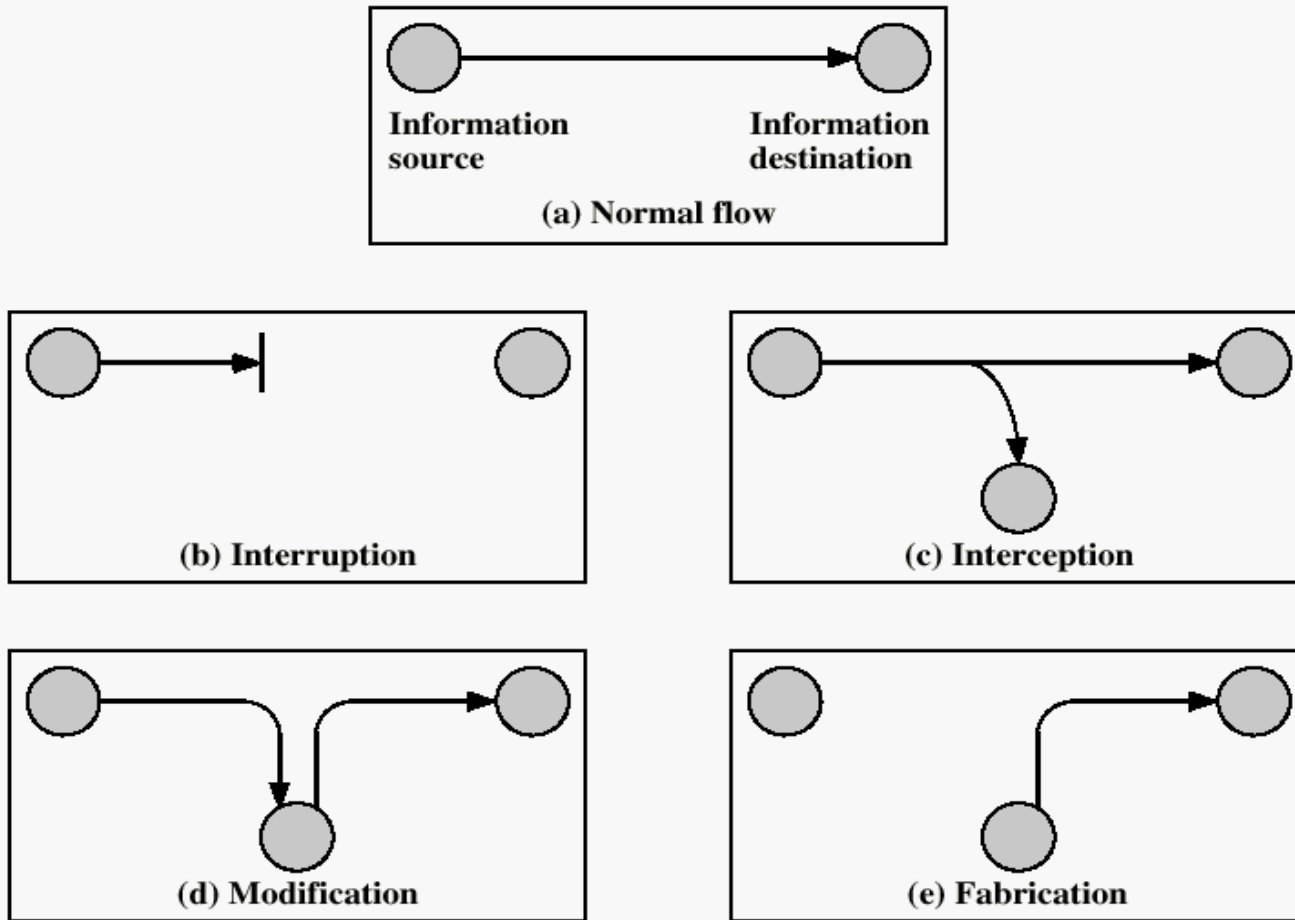 Information
source
Information
destination
(a) Normal flow
(b) Interruption
(c) Interception
(d) Modification
(e) Fabrication